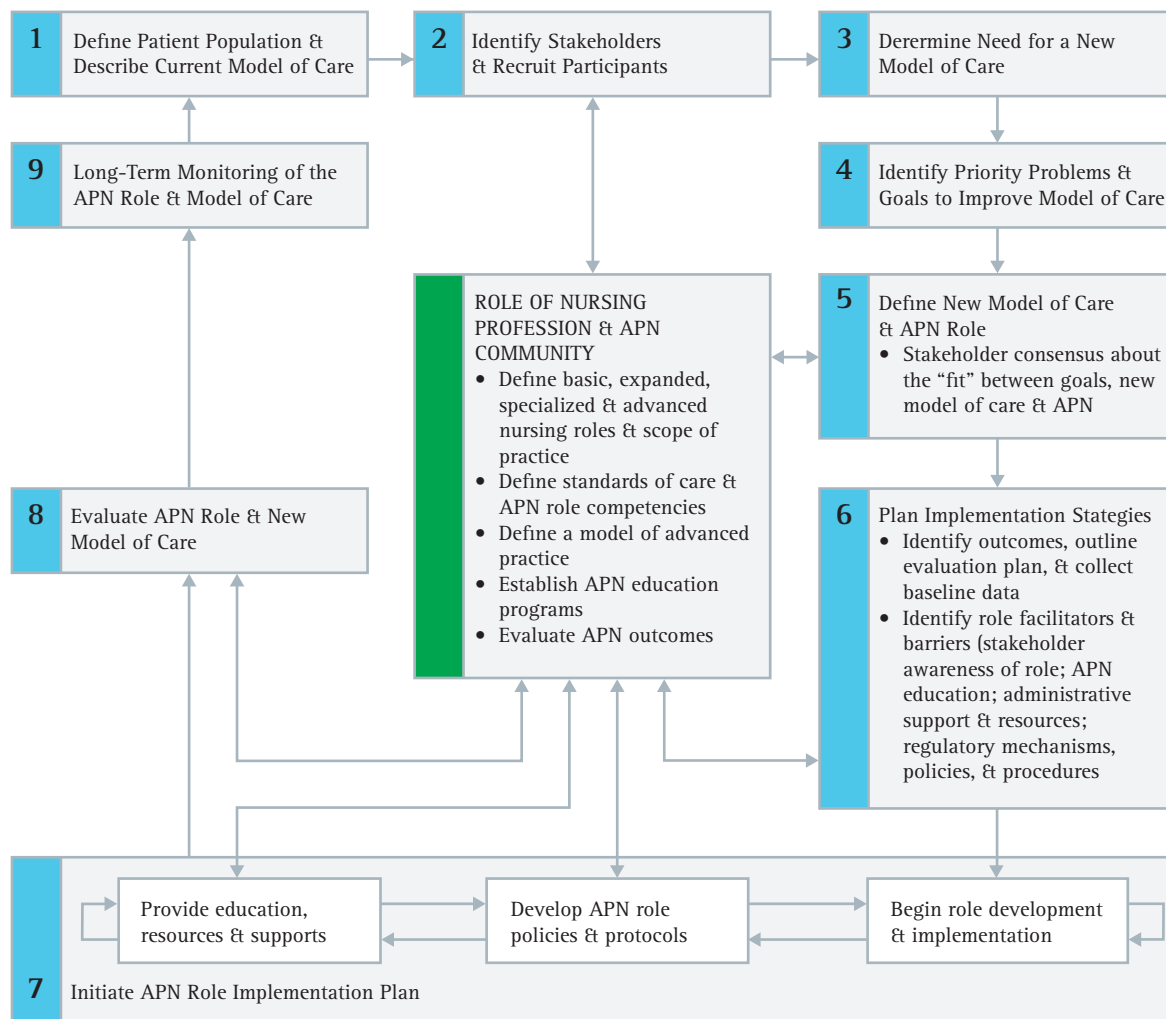 1
Define Patient Population &
Describe Current Model of Care
2
Identify Stakeholders
& Recruit Participants
3
Derermine Need for a New
Model of Care
9
Long-Term Monitoring of the
APN Role & Model of Care
4
Identify Priority Problems &
Goals to Improve Model of Care
ROLE OF NURSING
PROFESSION & APN
COMMUNITY
• Define basic, expanded,
specialized & advanced
nursing roles & scope of
practice
• Define standards of care &
APN role competencies
• Define a model of advanced
practice
• Establish APN education
programs
• Evaluate APN outcomes
5
Define New Model of Care
& APN Role
• Stakeholder consensus about
the “fit” between goals, new
model of care & APN
8
Evaluate APN Role & New
Model of Care
6
Plan Implementation Stategies
• Identify outcomes, outline
evaluation plan, & collect
baseline data
• Identify role facilitators &
barriers (stakeholder
awareness of role; APN
education; administrative
support & resources;
regulatory mechanisms,
policies, & procedures
Provide education,
resources & supports
Develop APN role
policies & protocols
Begin role development
& implementation
7
Initiate APN Role Implementation Plan